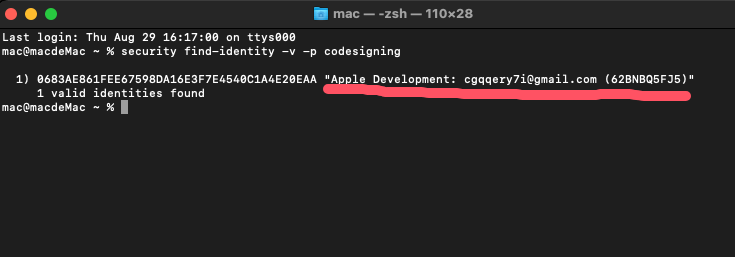 mac — -zsh — 110×28
Last login: Thu Aug 29 16:17:00 on ttys000
mac@macdeMac ~ % security find-identity -v -p codesigning
1) 0683AE861FEE67598DA16E3F7E4540C1A4E20EAA "Apple Development: cgqqery7i@gmail.com (62BNBQ5FJ5)"
1 valid identities found
mac@macdeMac ~ %